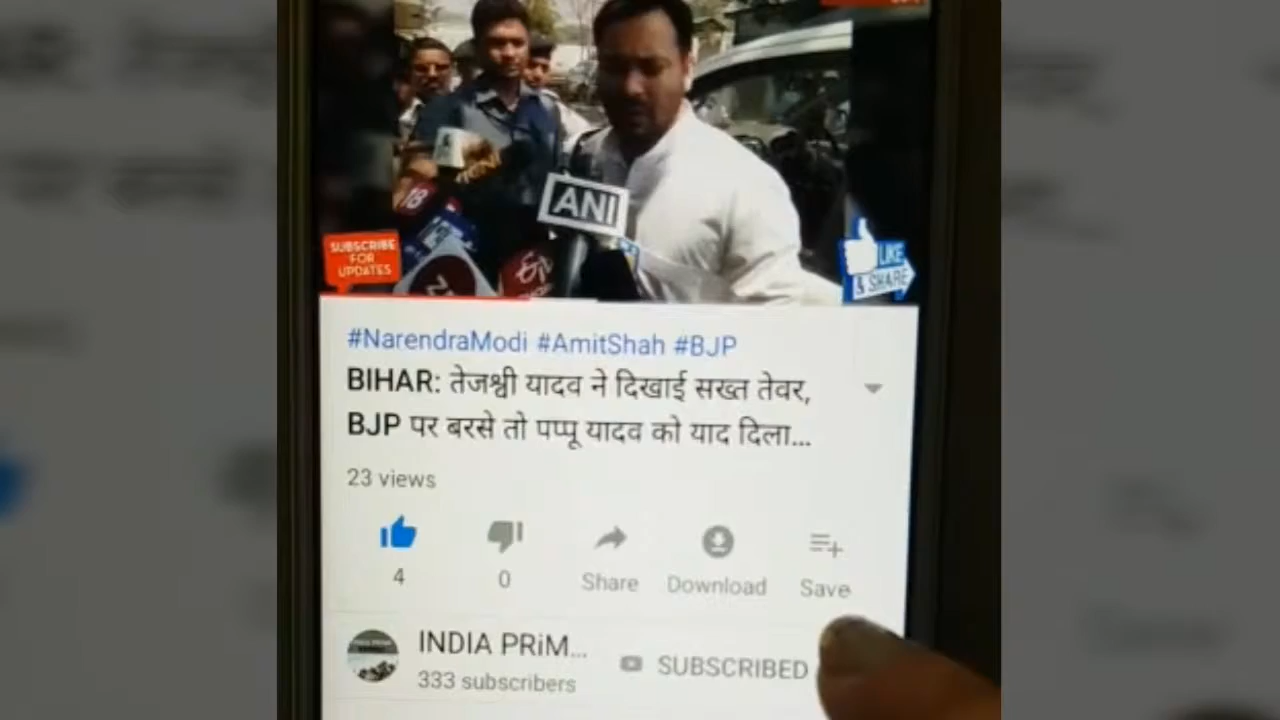 18
ANI
SUBSCRIBE
FOR
UPDATES
LIKE
& SHARE
#NarendraModi #AmitShah #BJP
BIHAR: तेजश्वी यादव ने दिखाई सख्त तेवर,
BJP पर बरसे तो पप्पू यादव को याद दिला...
23 views
4
0
Share
Download
Save
INDIA PRiM...
SUBSCRIBED
333 subscribers